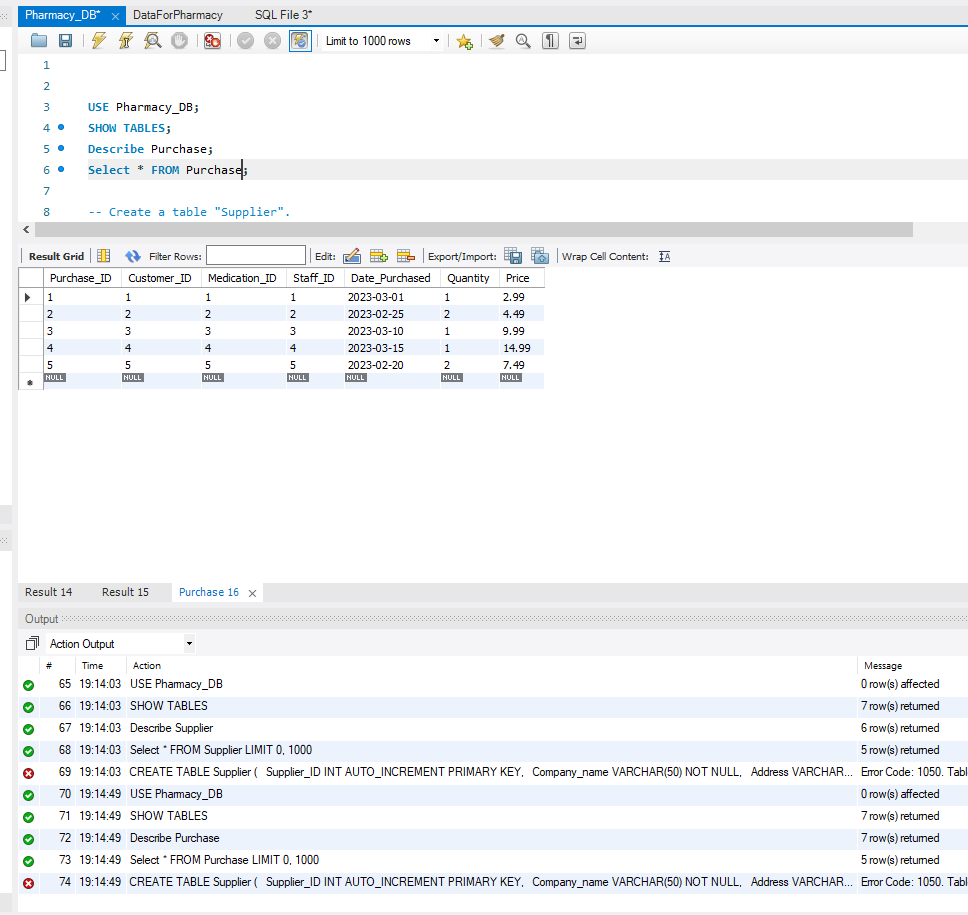 Pharmacy_DB* × DataForPharmacy SQL File 3*
Limit to 1000 rows
1
2
3 USE Pharmacy_DB;
4 SHOW TABLES;
5 Describe Purchase;
6 Select * FROM Purchase;
7
8 -- Create a table "Supplier".
Result Grid Filter Rows: Edit: Export/Import: Wrap Cell Content:
Purchase_ID Customer_ID Medication_ID Staff_ID Date_Purchased Quantity Price
1 1 1 1 2023-03-01 1 2.99
2 2 2 2 2023-02-25 2 4.49
3 3 3 3 2023-03-10 1 9.99
4 4 4 4 2023-03-15 1 14.99
5 5 5 5 2023-02-20 2 7.49
NULL NULL NULL NULL NULL NULL NULL
Result 14 Result 15 Purchase 16 ×
Output
Action Output
# Time Action Message
65 19:14:03 USE Pharmacy_DB 0 row(s) affected
66 19:14:03 SHOW TABLES 7 row(s) returned
67 19:14:03 Describe Supplier 6 row(s) returned
68 19:14:03 Select * FROM Supplier LIMIT 0, 1000 5 row(s) returned
69 19:14:03 CREATE TABLE Supplier ( Supplier_ID INT AUTO_INCREMENT PRIMARY KEY, Company_name VARCHAR(50) NOT NULL, Address VARCHAR... Error Code: 1050. Tabl
70 19:14:49 USE Pharmacy_DB 0 row(s) affected
71 19:14:49 SHOW TABLES 7 row(s) returned
72 19:14:49 Describe Purchase 7 row(s) returned
73 19:14:49 Select * FROM Purchase LIMIT 0, 1000 5 row(s) returned
74 19:14:49 CREATE TABLE Supplier ( Supplier_ID INT AUTO_INCREMENT PRIMARY KEY, Company_name VARCHAR(50) NOT NULL, Address VARCHAR... Error Code: 1050. Tabl